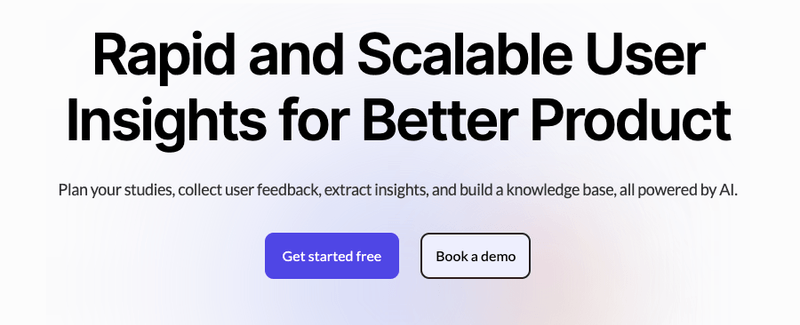 Rapid and Scalable User
Insights for Better Product
Plan your studies, collect user feedback, extract insights, and build a knowledge base, all powered by AI.
Get started free
Book a demo